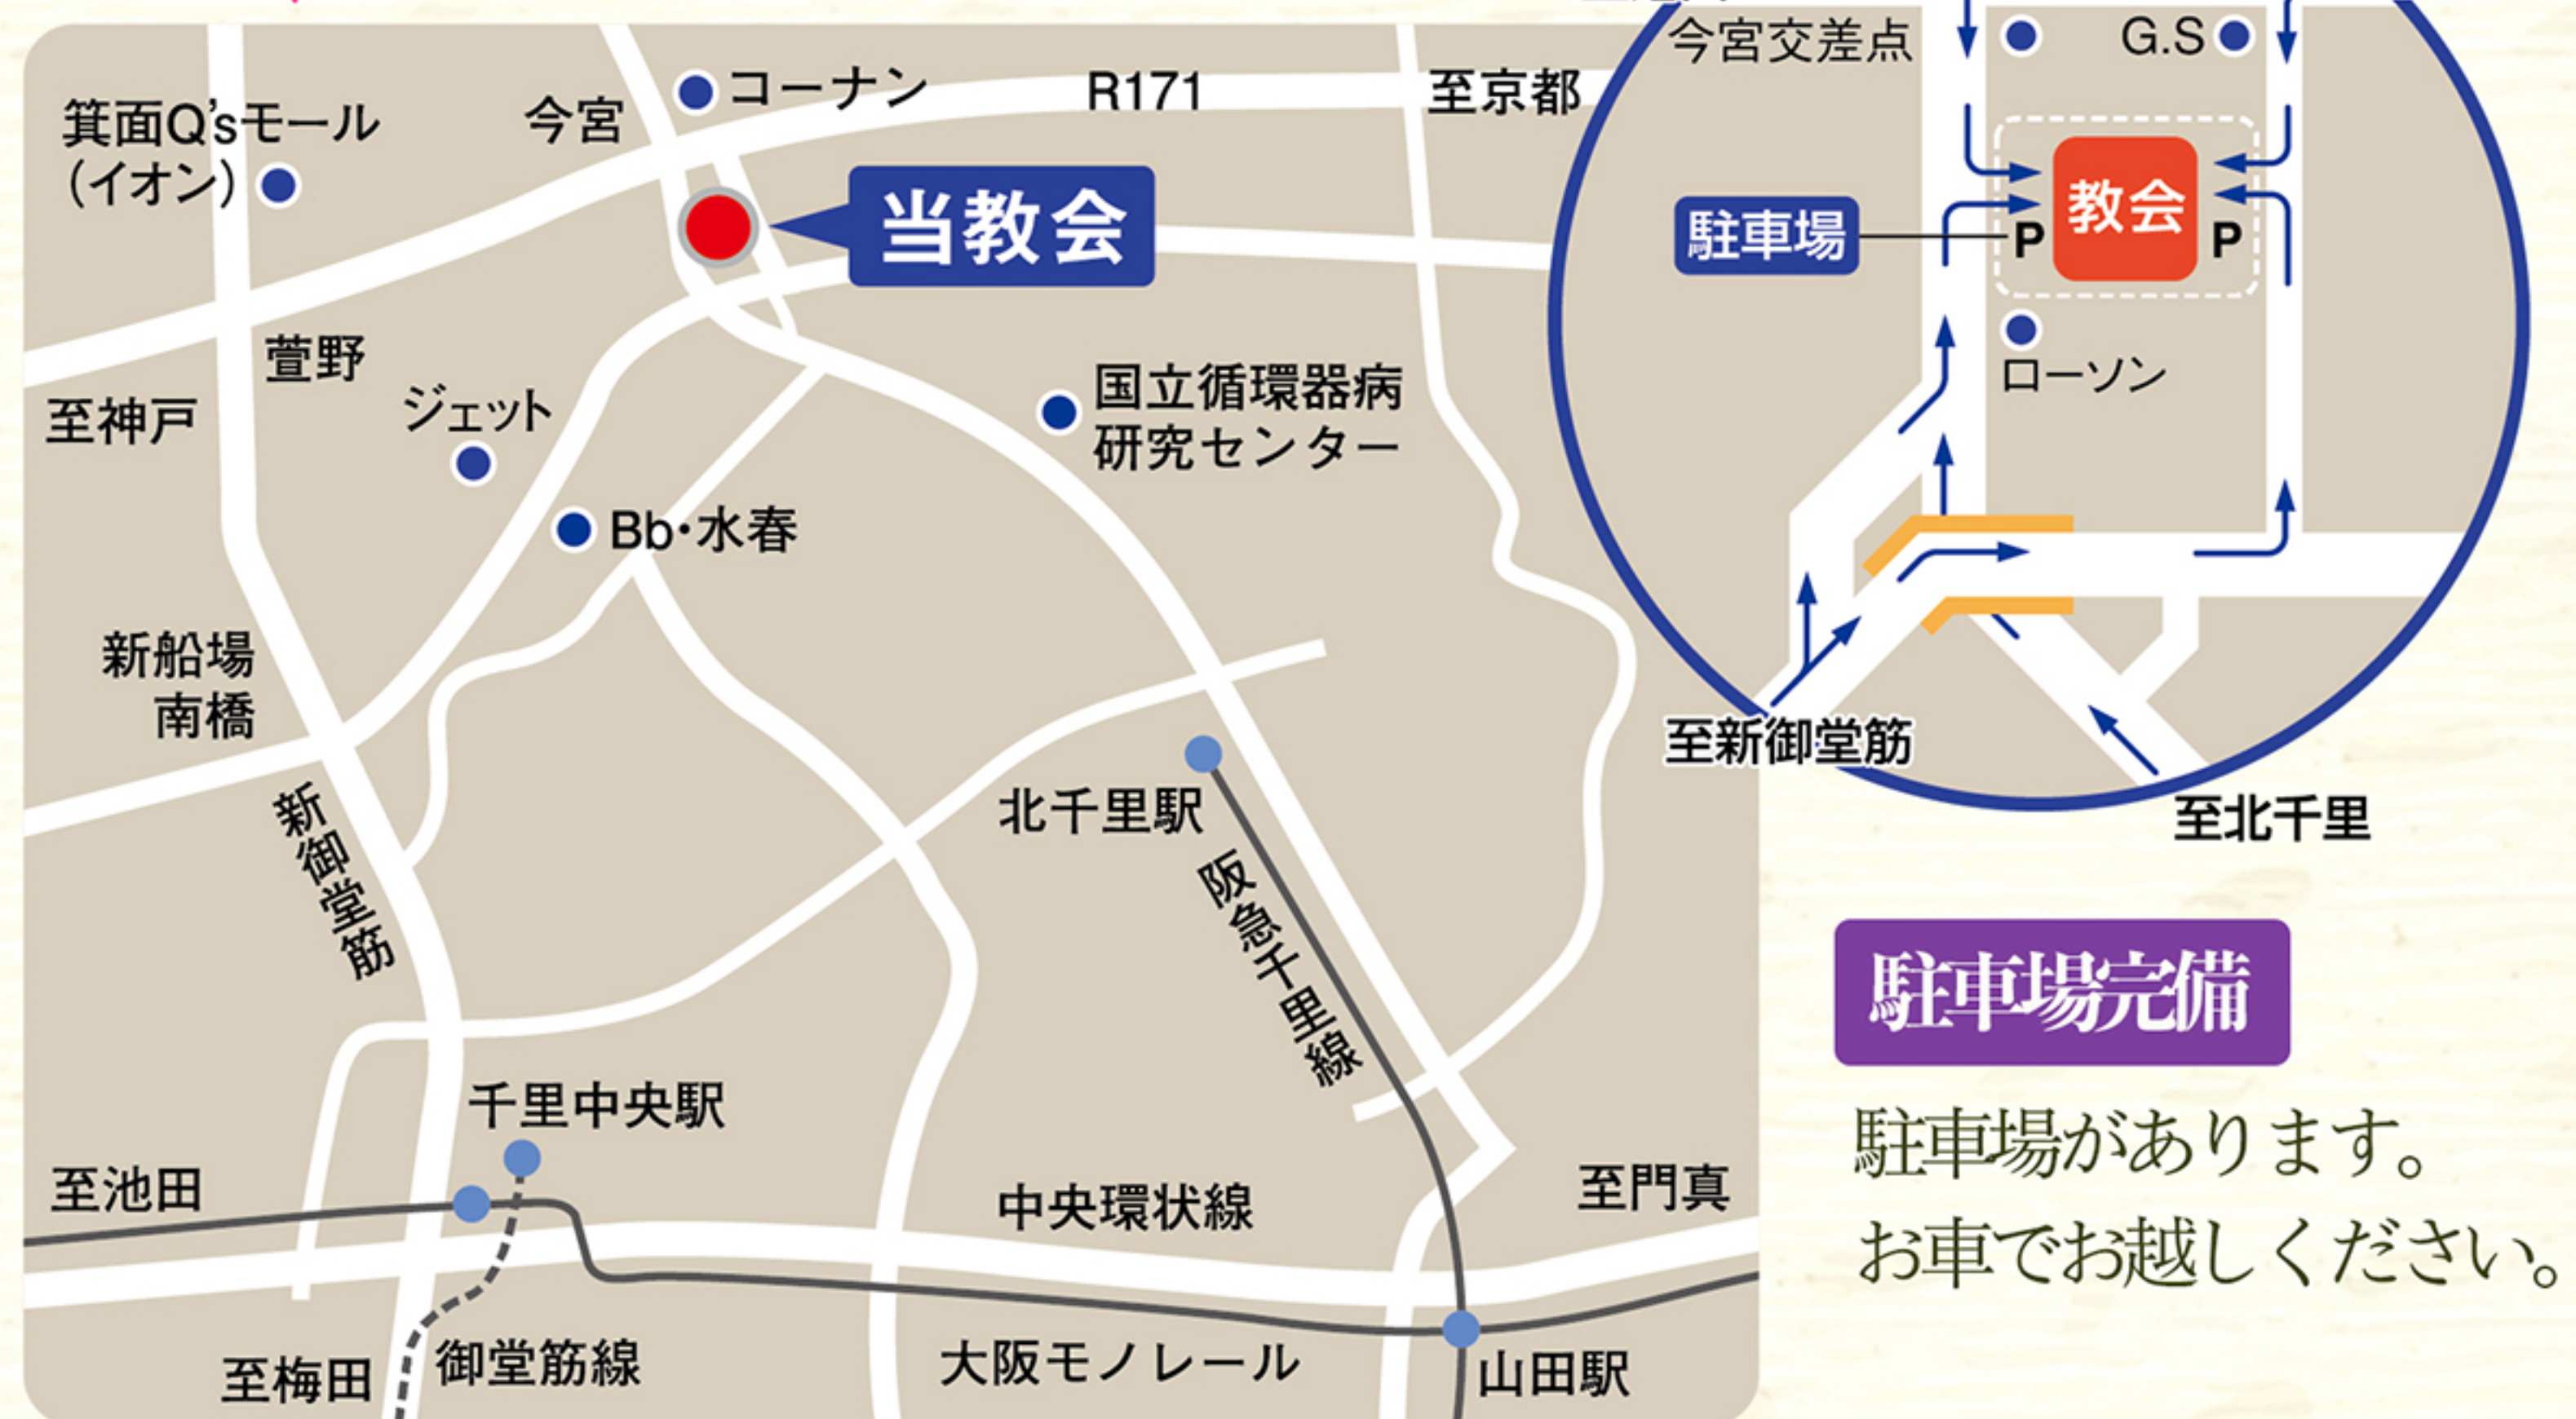 箕面Q'sモール
（イオン）
今宮
コーナン
R171
至京都
当教会
萱野
至神戸
ジェット
国立循環器病
研究センター
Bb・水春
新船場
南橋
新御堂筋
北千里駅
阪急千里線
千里中央駅
至池田
中央環状線
至門真
至梅田
御堂筋線
大阪モノレール
山田駅
今宮交差点
G.S
駐車場
P
教会
P
ローソン
至新御堂筋
至北千里
駐車場完備
駐車場があります。
お車でお越しください。